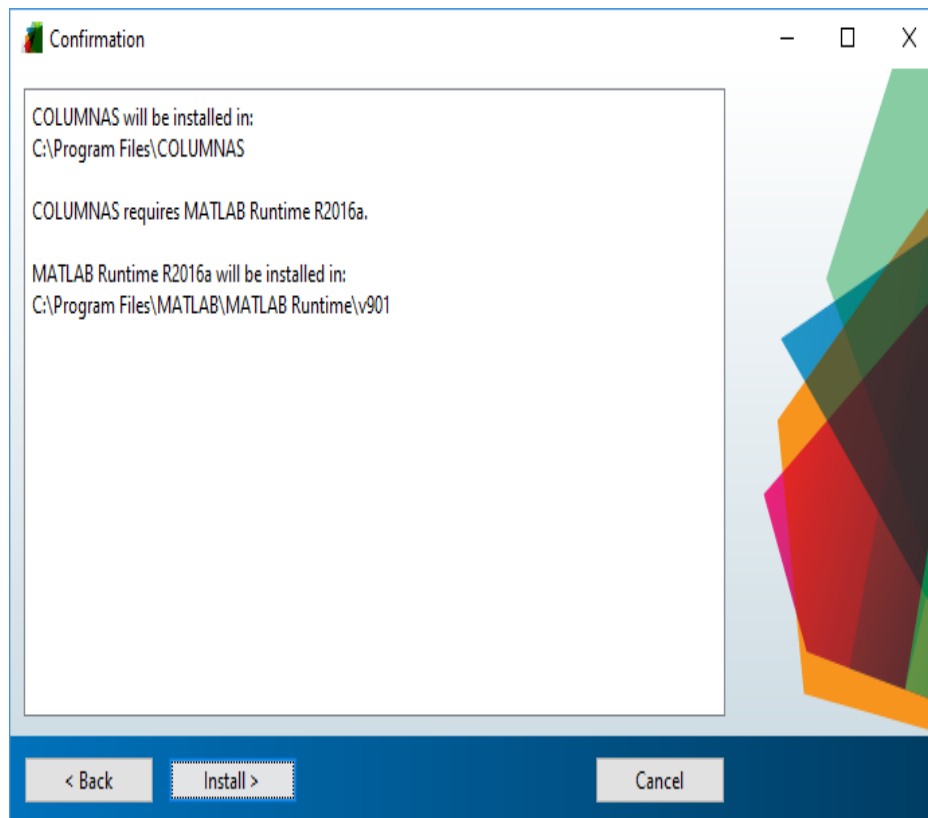 Confirmation
COLUMNAS will be installed in:
C:\Program Files\COLUMNAS
COLUMNAS requires MATLAB Runtime R2016a.
MATLAB Runtime R2016a will be installed in:
C:\Program Files\MATLAB\MATLAB Runtime\v901
< Back
Install >
Cancel